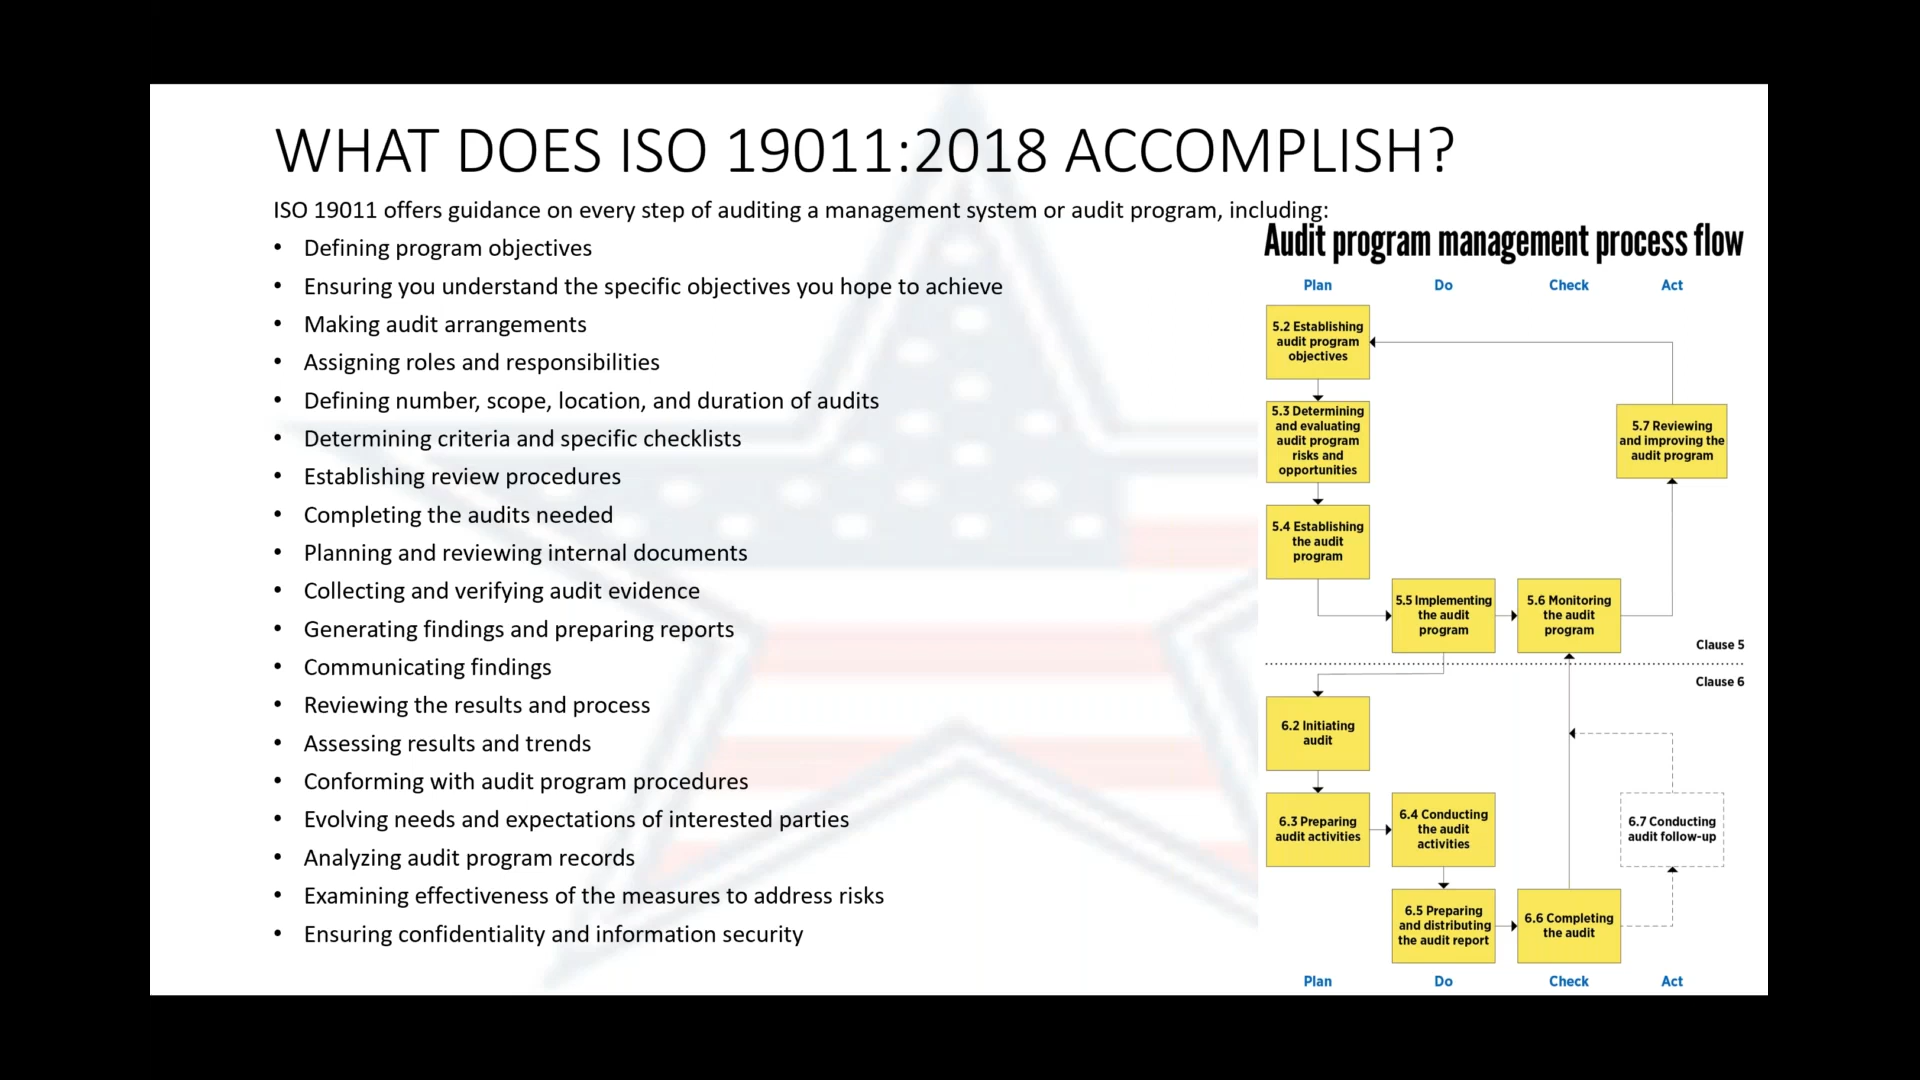 WHAT DOES ISO 19011:2018 ACCOMPLISH?
ISO 19011 offers guidance on every step of auditing a management system or audit program, including:
• Defining program objectives
• Ensuring you understand the specific objectives you hope to achieve
• Making audit arrangements
• Assigning roles and responsibilities
• Defining number, scope, location, and duration of audits
• Determining criteria and specific checklists
• Establishing review procedures
• Completing the audits needed
• Planning and reviewing internal documents
• Collecting and verifying audit evidence
• Generating findings and preparing reports
• Communicating findings
• Reviewing the results and process
• Assessing results and trends
• Conforming with audit program procedures
• Evolving needs and expectations of interested parties
• Analyzing audit program records
• Examining effectiveness of the measures to address risks
• Ensuring confidentiality and information security
Audit program management process flow
Plan Do Check Act
5.2 Establishing
audit program
objectives
5.3 Determining
and evaluating
audit program
risks and
opportunities
5.4 Establishing
the audit
program
5.5 Implementing
the audit
program
5.6 Monitoring
the audit
program
5.7 Reviewing
and improving the
audit program
Clause 5
Clause 6
6.2 Initiating
audit
6.3 Preparing
audit activities
6.4 Conducting
the audit
activities
6.5 Preparing
and distributing
the audit report
6.6 Completing
the audit
6.7 Conducting
audit follow-up
Plan Do Check Act